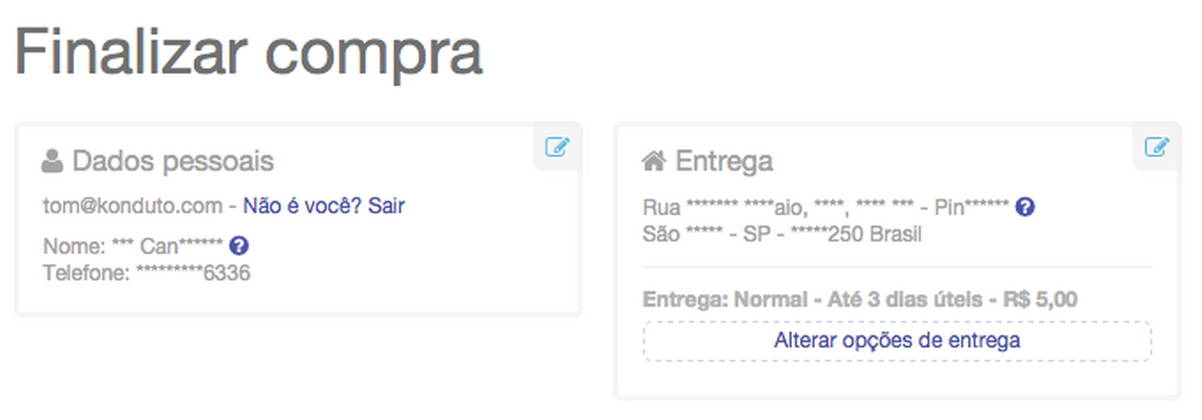 Finalizar compra
Dados pessoais
tom@konduto.com - Não é você? Sair
Nome: *** Can******
Telefone: *********6336
Entrega
Rua ******* ****aio, ****, **** *** - Pin******
São ***** - SP - *****250 Brasil
Entrega: Normal - Até 3 dias úteis - R$ 5,00
Alterar opções de entrega